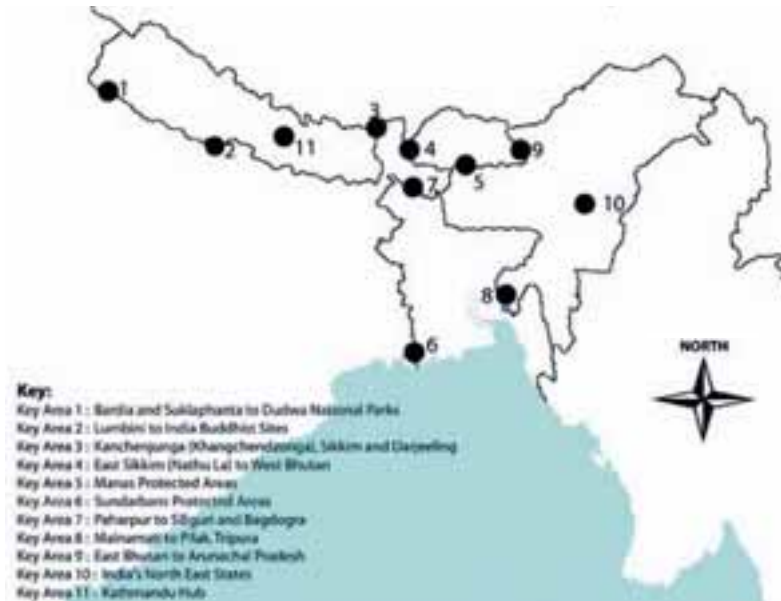 1
2
11
3
4
5
9
7
10
8
6
NORTH
Key:
Key Area 1 : Bardia and Suklaphanta to Dudwa National Parks
Key Area 2 : Lumbini to India Buddhist Sites
Key Area 3 : Kanchenjunga (Khangchendzonga), Sikkim and Darjeeling
Key Area 4 : East Sikkim (Nathu La) to West Bhutan
Key Area 5 : Manas Protected Areas
Key Area 6 : Sundarbans Protected Areas
Key Area 7 : Paharpur to Siliguri and Bagdogra
Key Area 8 : Mainamati to Pilak, Tripura
Key Area 9 : East Bhutan to Arunachal Pradesh
Key Area 10 : India's North East States
Key Area 11 - Kathmandu Hub